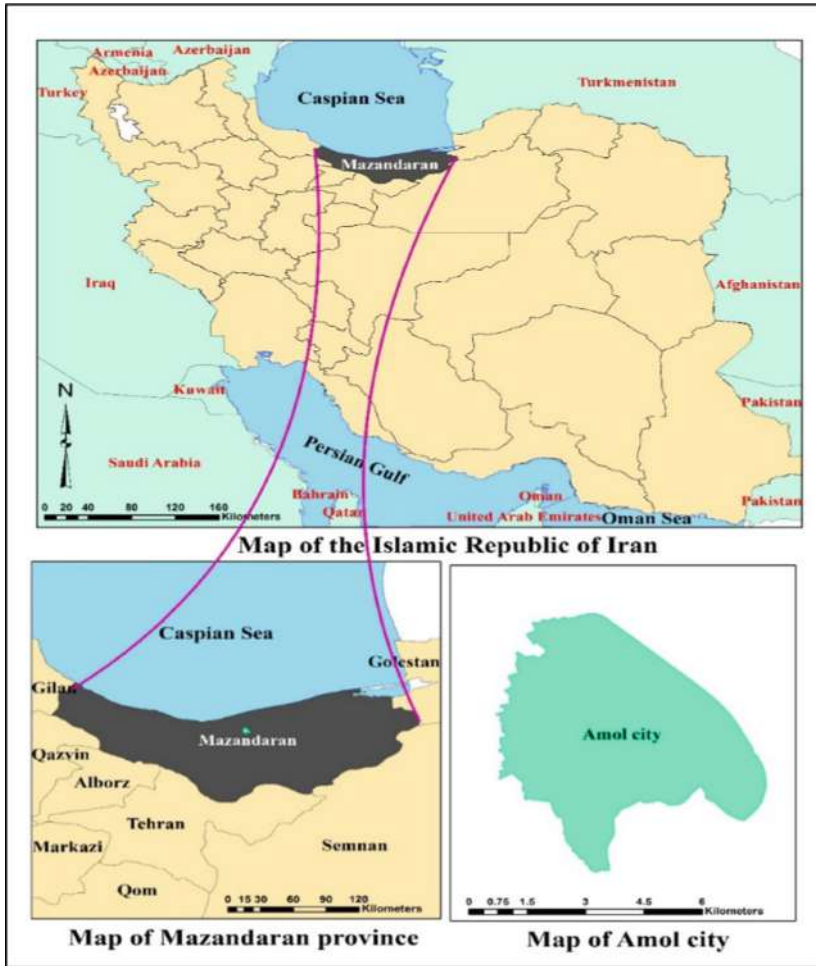 Armenia
Azerbaijan
Azerbaijan
Turkey
Caspian Sea
Turkmenistan
Mazandaran
Iraq
Afghanistan
Kuwait
N
Pakistan
Saudi Arabia
Persian Gulf
Bahrain
Oman
Pakistan
Qatar
United Arab Emirates
Oman Sea
0 20 40 80 120 160
Kilometers
Map of the Islamic Republic of Iran
Caspian Sea
Golestan
Gilan
Mazandaran
Qazvin
Alborz
Tehran
Markazi
Semnan
Qom
0 15 30 60 90 120
Kilometers
Map of Mazandaran province
Amol city
0 0.75 1.5 3 4.5 6
Kilometers
Map of Amol city